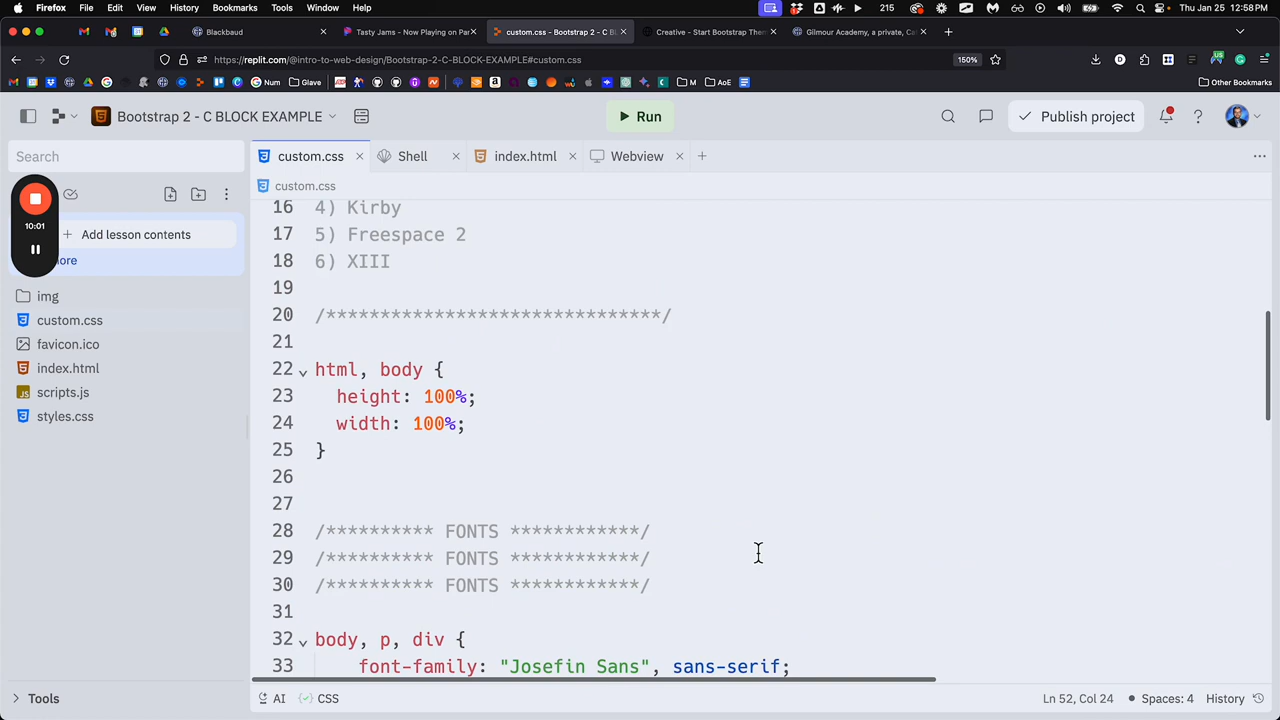 Firefox File Edit View History Bookmarks Tools Window Help 215 Thu Jan 25 12:58 PM
Blackbaud Tasty Jams - Now Playing on Par custom.css - Bootstrap 2 - C BL Creative - Start Bootstrap Them Gilmour Academy, a private, Cat
https://replit.com/@intro-to-web-design/Bootstrap-2-C-BLOCK-EXAMPLE#custom.css 150%
Num Glave M AoE Other Bookmarks
Bootstrap 2 - C BLOCK EXAMPLE Run Publish project
Search custom.css Shell index.html Webview
custom.css
10:01
Add lesson contents
ore
img
custom.css
favicon.ico
index.html
scripts.js
styles.css
Tools
16 4) Kirby
17 5) Freespace 2
18 6) XIII
19
20 /*******************************/
21
22 html, body {
23 height: 100%;
24 width: 100%;
25 }
26
27
28 /********** FONTS ************/
29 /********** FONTS ************/
30 /********** FONTS ************/
31
32 body, p, div {
33 font-family: "Josefin Sans", sans-serif;
AI CSS Ln 52, Col 24 Spaces: 4 History